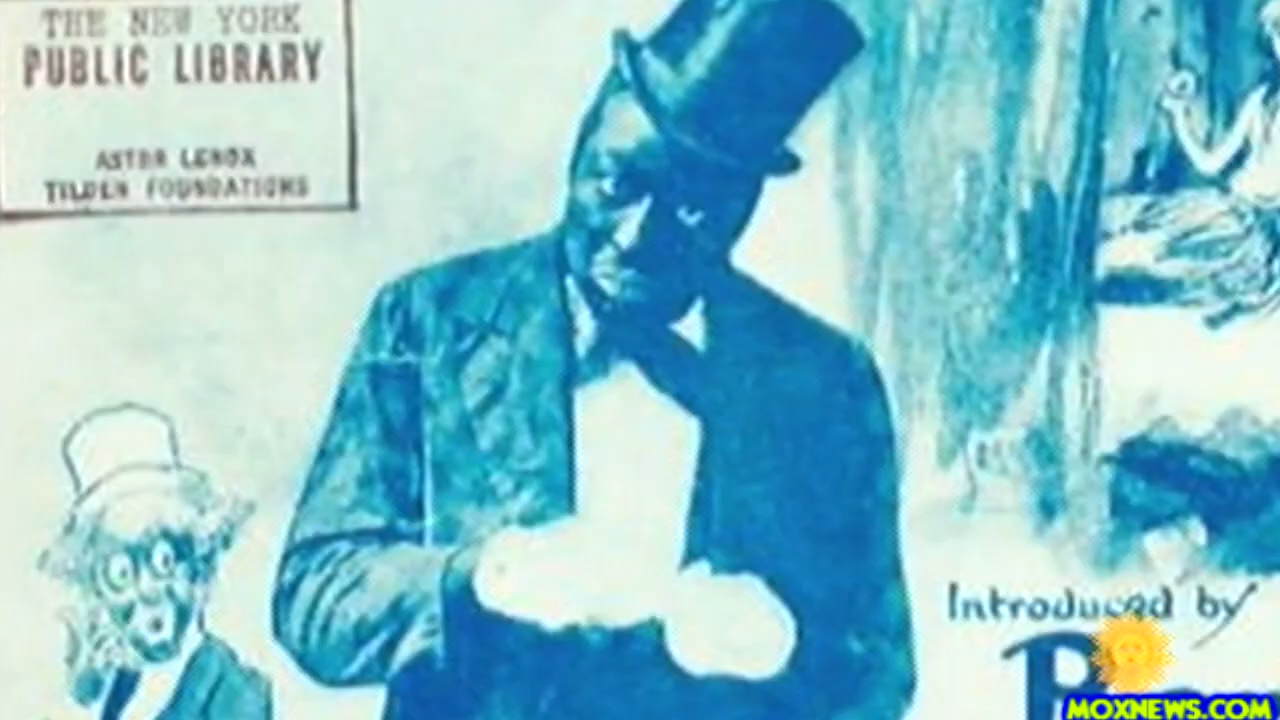 THE NEW YORK
PUBLIC LIBRARY
ASTOR LENOX
TILDEN FOUNDATIONS
Introduced by
MOXNEWS.COM